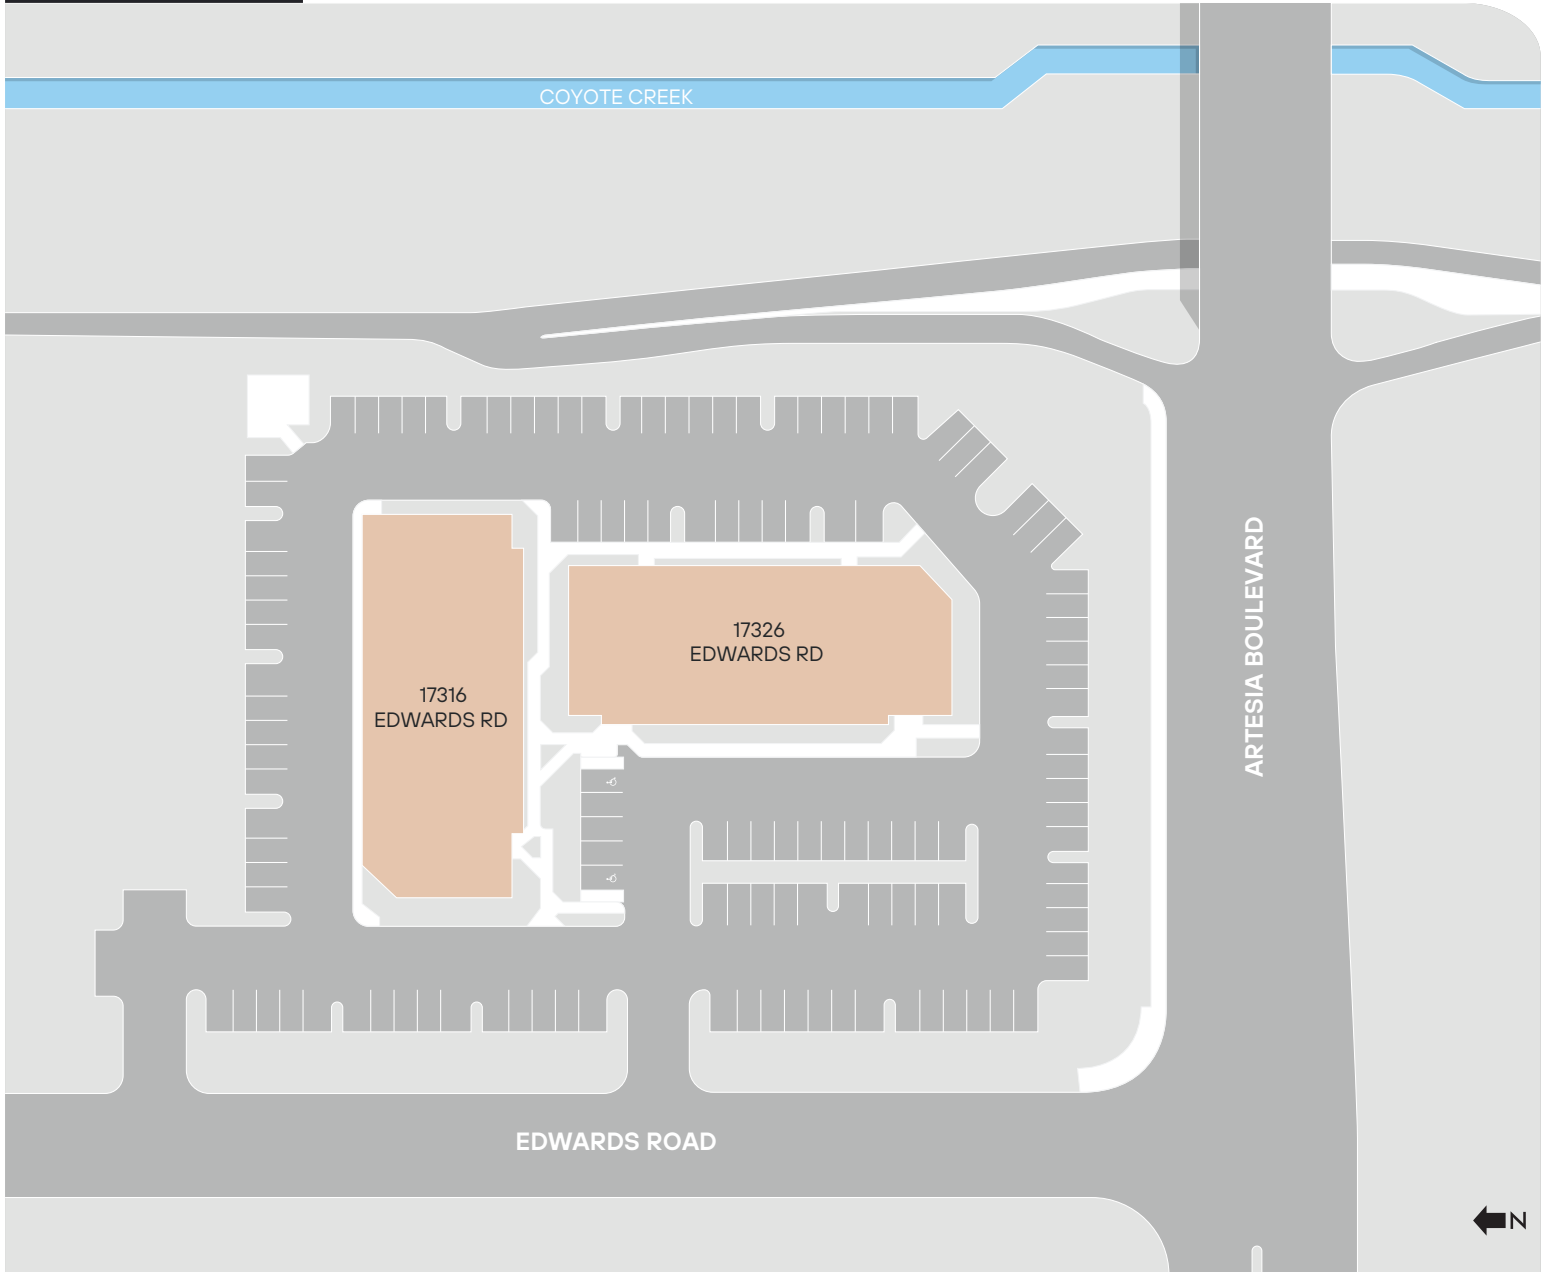 COYOTE CREEK
17326
EDWARDS RD
17316
EDWARDS RD
ARTESIA BOULEVARD
EDWARDS ROAD
N